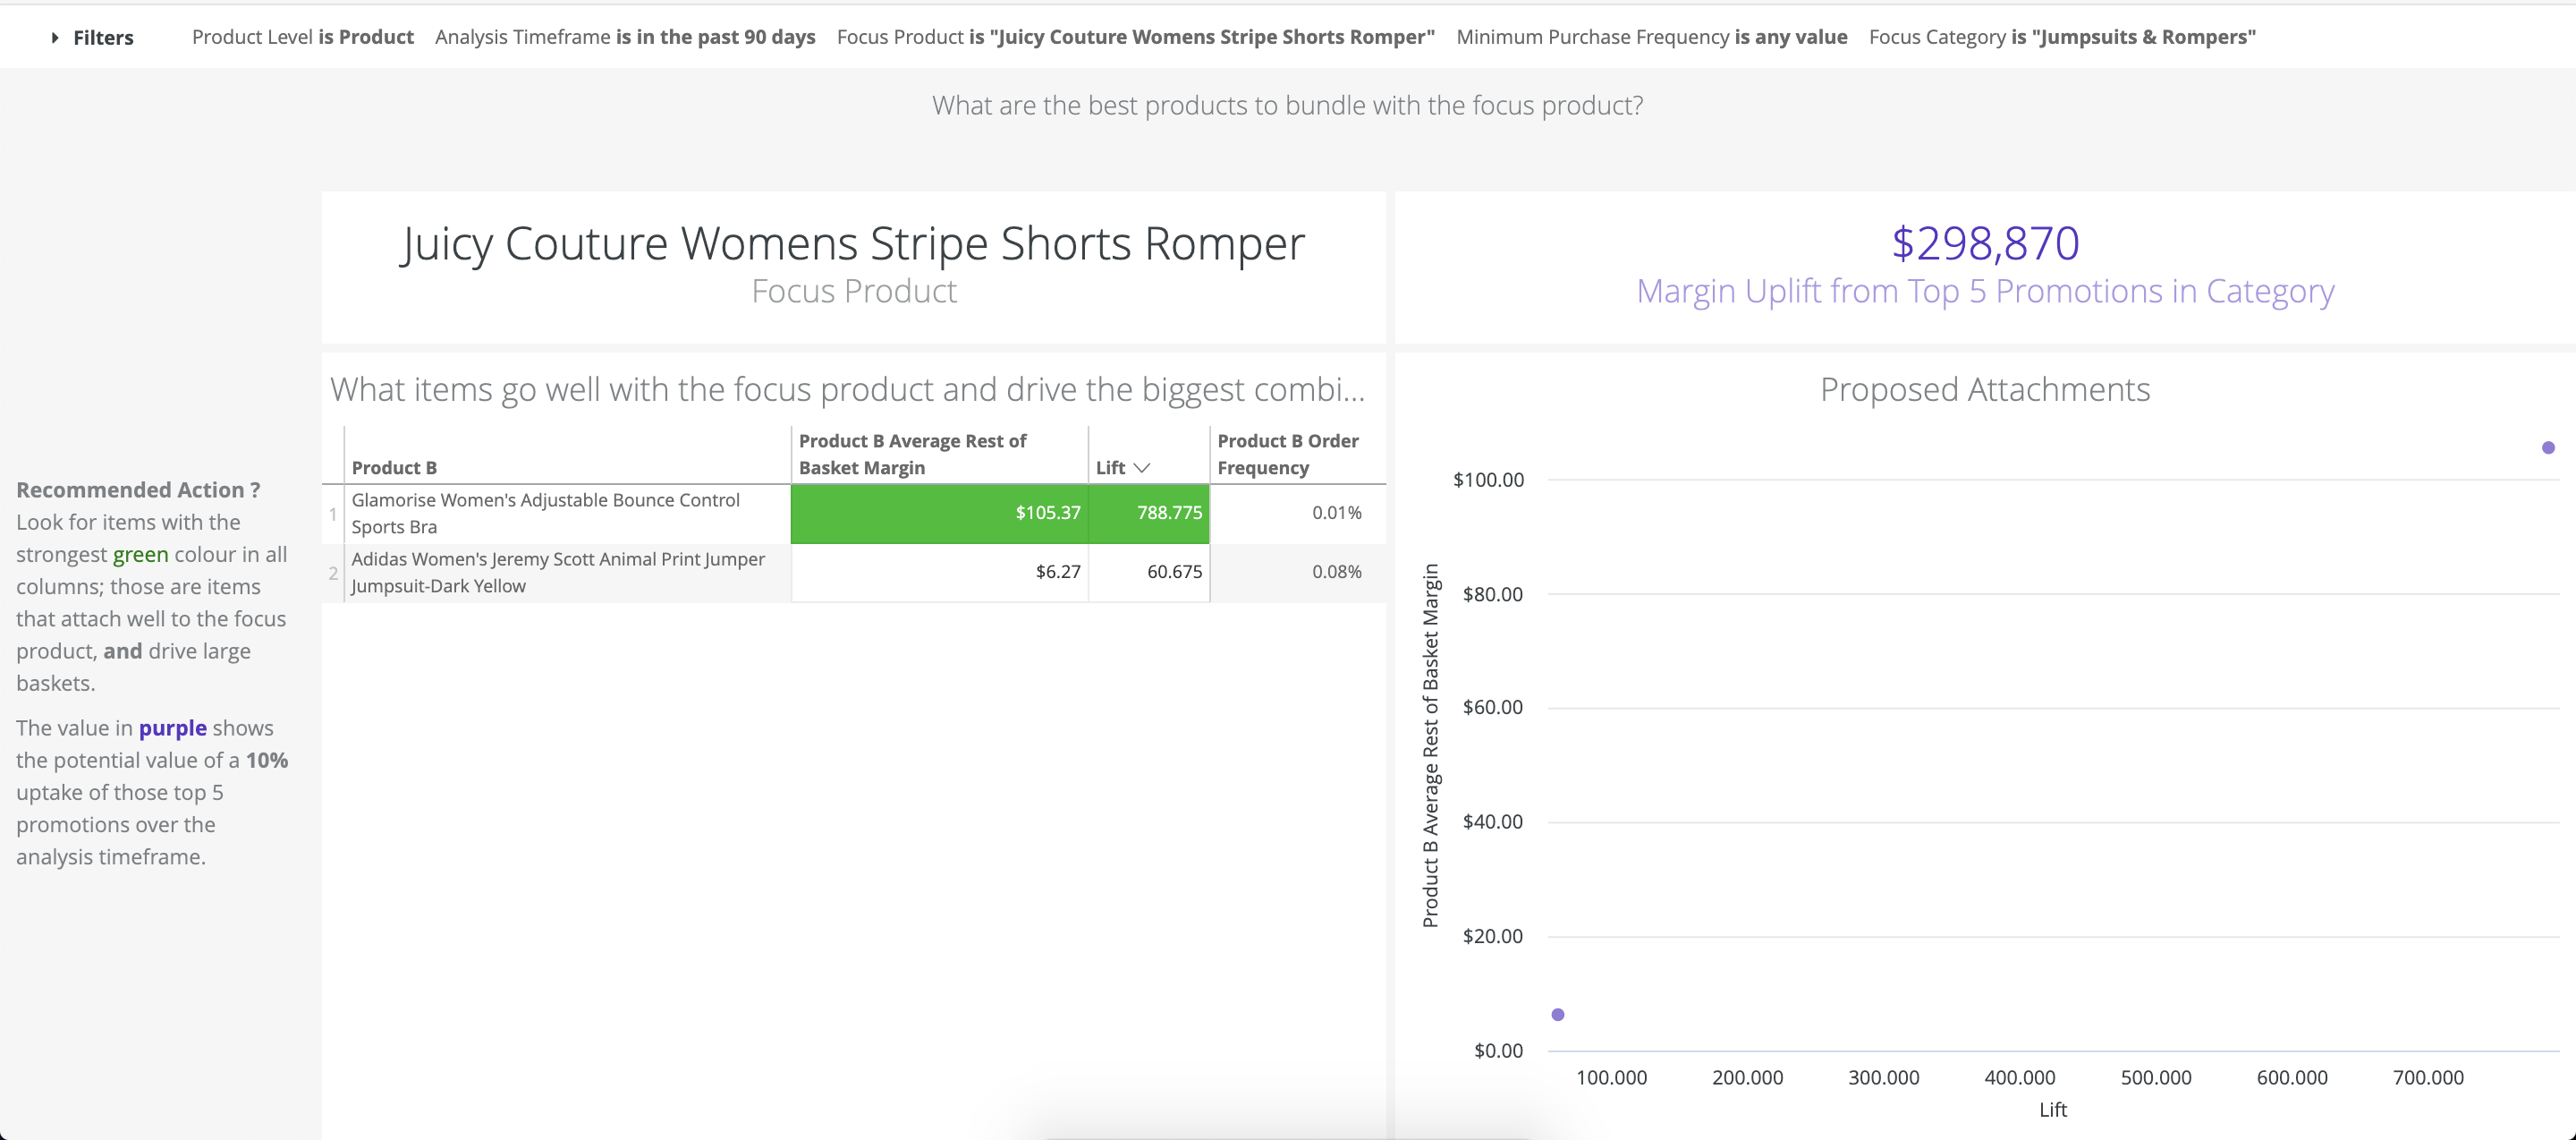 Filters
Product Level is Product
Analysis Timeframe is in the past 90 days
Focus Product is "Juicy Couture Womens Stripe Shorts Romper"
Minimum Purchase Frequency is any value
Focus Category is "Jumpsuits & Rompers"
What are the best products to bundle with the focus product?
Recommended Action ?
Look for items with the
strongest green colour in all
columns; those are items
that attach well to the focus
product, and drive large
baskets.
The value in purple shows
the potential value of a 10%
uptake of those top 5
promotions over the
analysis timeframe.
Juicy Couture Womens Stripe Shorts Romper
Focus Product
$298,870
Margin Uplift from Top 5 Promotions in Category
What items go well with the focus product and drive the biggest combi...
Product B
Product B Average Rest of
Basket Margin
Lift
Product B Order
Frequency
1
Glamorise Women's Adjustable Bounce Control
Sports Bra
$105.37
788.775
0.01%
2
Adidas Women's Jeremy Scott Animal Print Jumper
Jumpsuit-Dark Yellow
$6.27
60.675
0.08%
Proposed Attachments
Product B Average Rest of Basket Margin
$100.00
$80.00
$60.00
$40.00
$20.00
$0.00
100.000 200.000 300.000 400.000 500.000 600.000 700.000
Lift